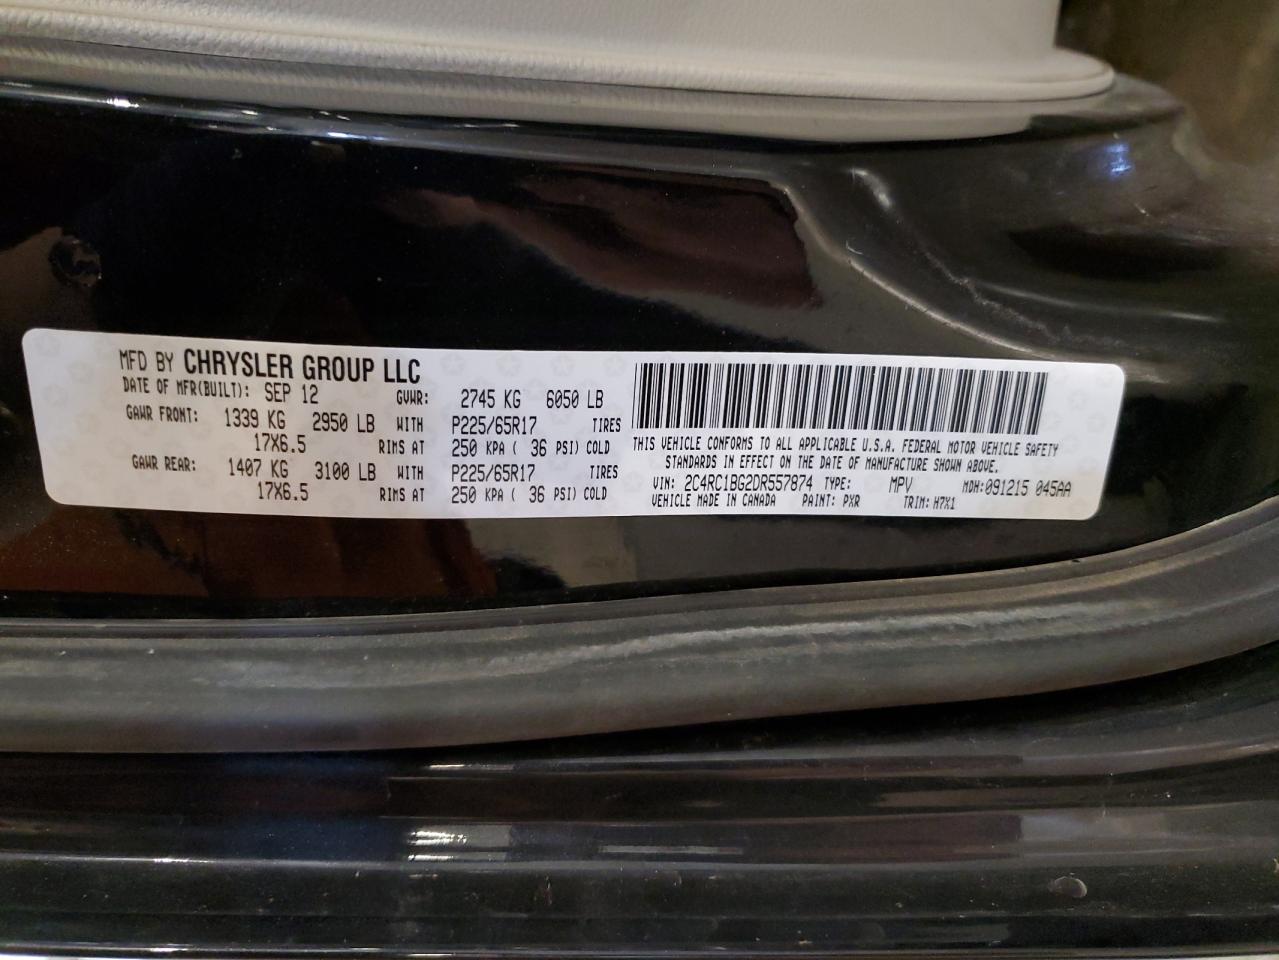 MFD BY CHRYSLER GROUP LLC
DATE OF MFR(BUILT): SEP 12 GVWR: 2745 KG 6050 LB
GAWR FRONT: 1339 KG 2950 LB WITH P225/65R17 TIRES
17X6.5 RIMS AT 250 KPA ( 36 PSI) COLD
GAWR REAR: 1407 KG 3100 LB WITH P225/65R17 TIRES
17X6.5 RIMS AT 250 KPA ( 36 PSI) COLD
THIS VEHICLE CONFORMS TO ALL APPLICABLE U.S.A. FEDERAL MOTOR VEHICLE SAFETY
STANDARDS IN EFFECT ON THE DATE OF MANUFACTURE SHOWN ABOVE.
VIN: 2C4RC1BG2DR557874 TYPE: MPV MDH:091215 045AA
VEHICLE MADE IN CANADA PAINT: PXR TRIM: H7X1